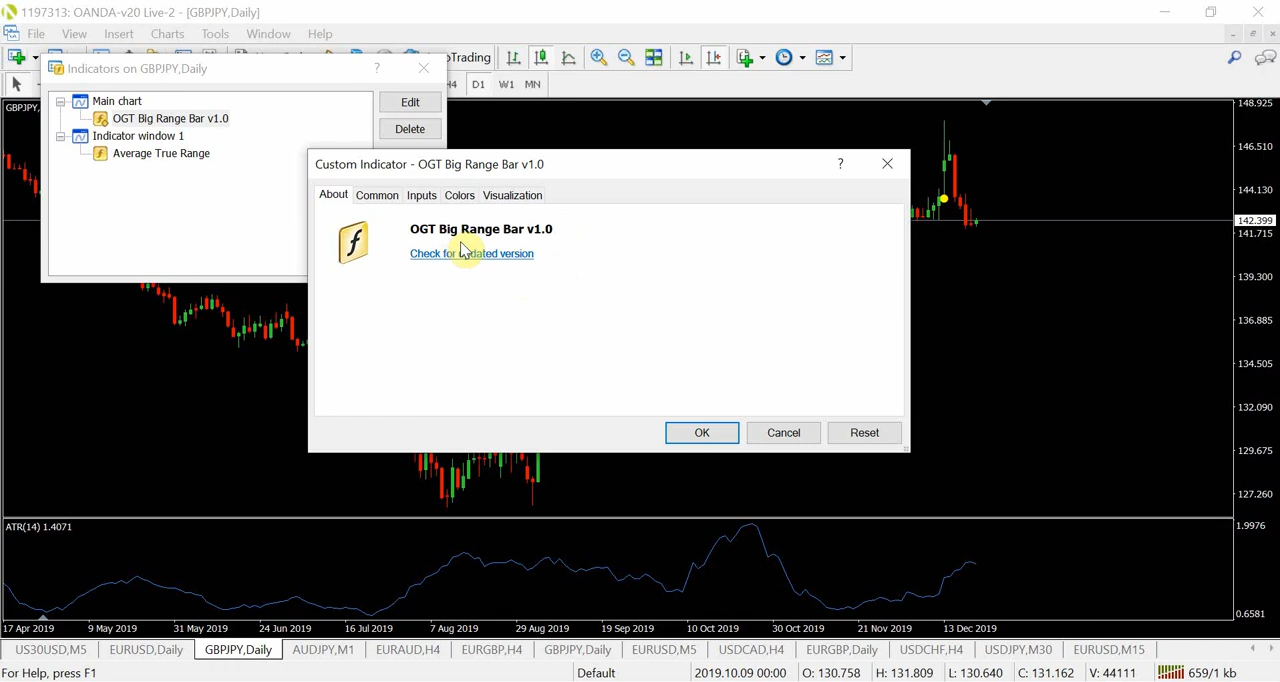 1197313: OANDA-v20 Live-2 - [GBPJPY,Daily]
File View Insert Charts Tools Window Help
Trading
Indicators on GBPJPY,Daily ?
H4 D1 W1 MN
Main chart
OGT Big Range Bar v1.0
Indicator window 1
Average True Range
Edit
Delete
GBPJPY,
Custom Indicator - OGT Big Range Bar v1.0 ?
About Common Inputs Colors Visualization
OGT Big Range Bar v1.0
Check for updated version
OK Cancel Reset
148.925
146.510
144.130
142.399
141.715
139.300
136.885
134.505
132.090
129.675
127.260
ATR(14) 1.4071
1.9976
0.6581
17 Apr 2019 9 May 2019 31 May 2019 24 Jun 2019 16 Jul 2019 7 Aug 2019 29 Aug 2019 19 Sep 2019 10 Oct 2019 30 Oct 2019 21 Nov 2019 13 Dec 2019
US30USD,M5 EURUSD,Daily GBPJPY,Daily AUDJPY,M1 EURAUD,H4 EURGBP,H4 GBPJPY,Daily EURUSD,M5 USDCAD,H4 EURGBP,Daily USDCHF,H4 USDJPY,M30 EURUSD,M15
For Help, press F1 Default 2019.10.09 00:00 O: 130.758 H: 131.809 L: 130.640 C: 131.162 V: 44111 659/1 kb